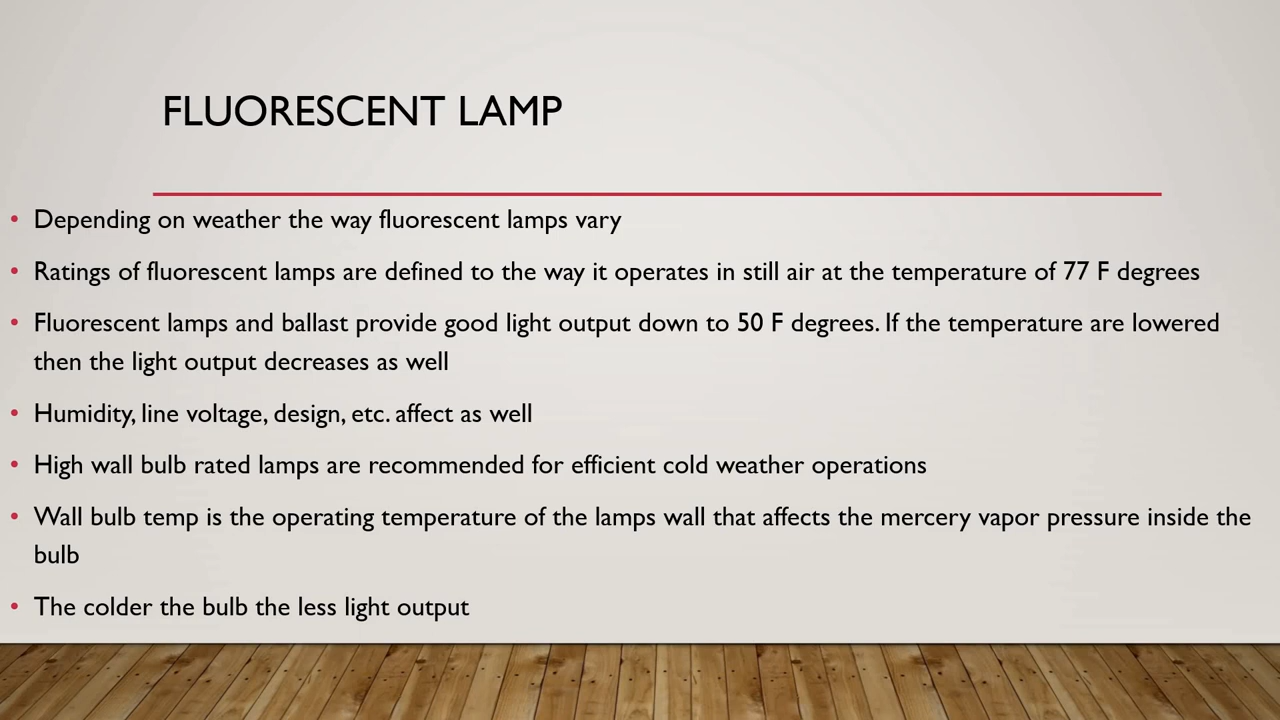 FLUORESCENT LAMP
• Depending on weather the way fluorescent lamps vary
• Ratings of fluorescent lamps are defined to the way it operates in still air at the temperature of 77 F degrees
• Fluorescent lamps and ballast provide good light output down to 50 F degrees. If the temperature are lowered
then the light output decreases as well
• Humidity, line voltage, design, etc. affect as well
• High wall bulb rated lamps are recommended for efficient cold weather operations
• Wall bulb temp is the operating temperature of the lamps wall that affects the mercery vapor pressure inside the
bulb
• The colder the bulb the less light output